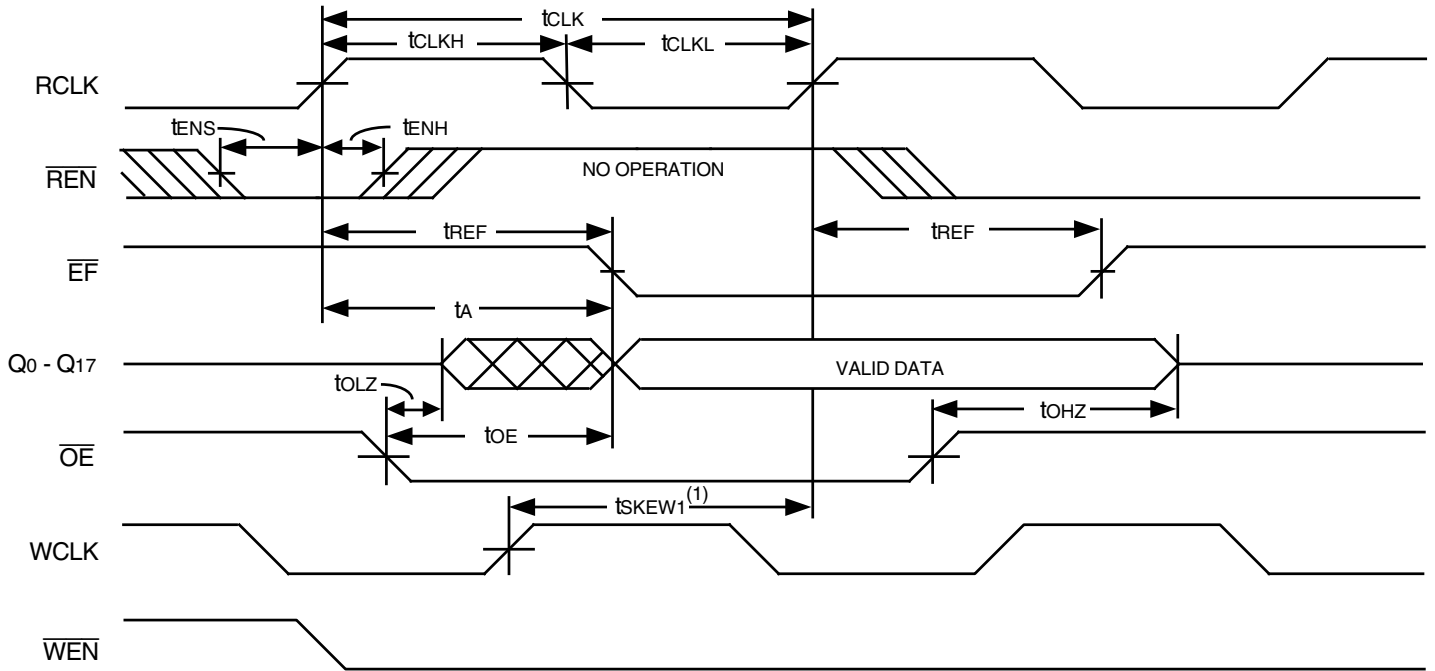 tCLK
tCLKH
tCLKL
RCLK
tENS
tENH
REN
NO OPERATION
tREF
tREF
EF
tA
Q0 - Q17
VALID DATA
tOLZ
tOHZ
tOE
OE
tSKEW1(1)
WCLK
WEN